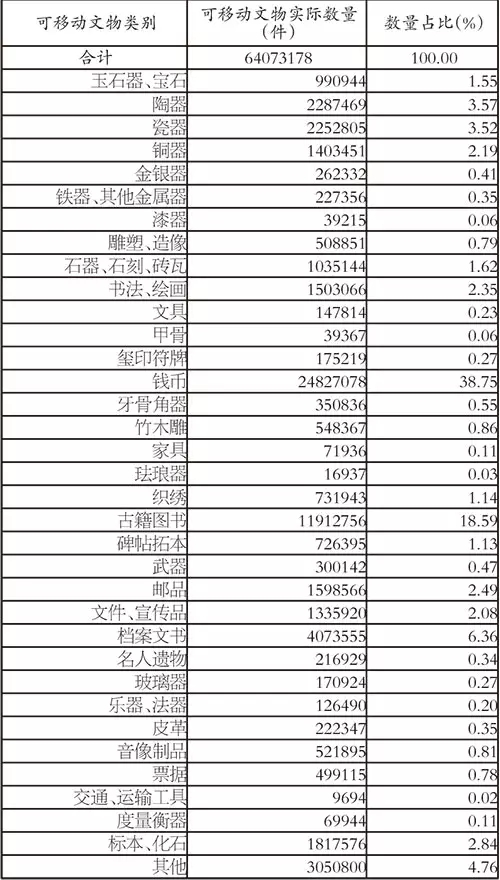 可移动文物类别 可移动文物实际数量(件) 数量占比(%)
合计 64073178 100.00
玉石器、宝石 990944 1.55
陶器 2287469 3.57
瓷器 2252805 3.52
铜器 1403451 2.19
金银器 262332 0.41
铁器、其他金属器 227356 0.35
漆器 39215 0.06
雕塑、造像 508851 0.79
石器、石刻、砖瓦 1035144 1.62
书法、绘画 1503066 2.35
文具 147814 0.23
甲骨 39367 0.06
玺印符牌 175219 0.27
钱币 24827078 38.75
牙骨角器 350836 0.55
竹木雕 548367 0.86
家具 71936 0.11
珐琅器 16937 0.03
织绣 731943 1.14
古籍图书 11912756 18.59
碑帖拓本 726395 1.13
武器 300142 0.47
邮品 1598566 2.49
文件、宣传品 1335920 2.08
档案文书 4073555 6.36
名人遗物 216929 0.34
玻璃器 170924 0.27
乐器、法器 126490 0.20
皮革 222347 0.35
音像制品 521895 0.81
票据 499115 0.78
交通、运输工具 9694 0.02
度量衡器 69944 0.11
标本、化石 1817576 2.84
其他 3050800 4.76